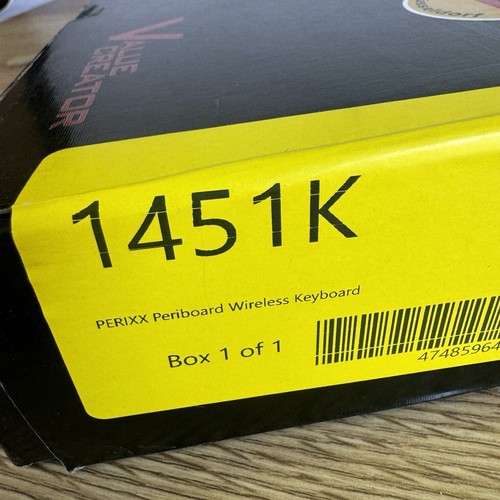 VALUE
CREATOR
1451K
PERIXX Periboard Wireless Keyboard
Box 1 of 1
47485964